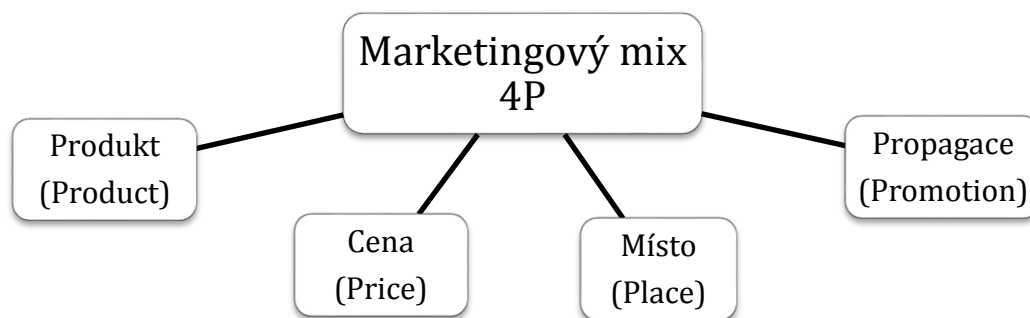 Marketingový mix
4P
Produkt
(Product)
Cena
(Price)
Místo
(Place)
Propagace
(Promotion)